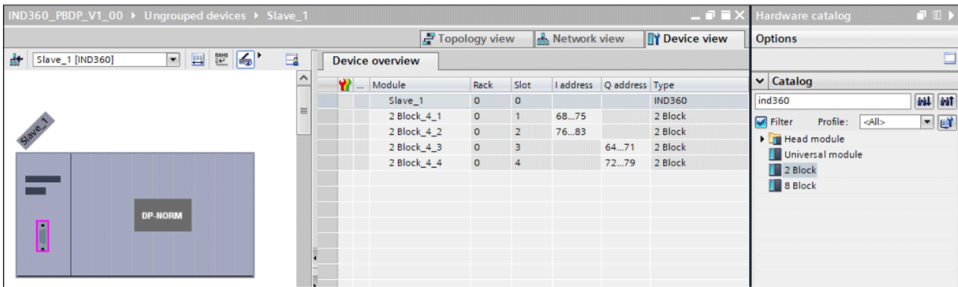 IND360_PBDP_V1_00 ▸ Ungrouped devices ▸ Slave_1
Topology view Network view Device view
Slave_1 [IND360]
Slave_1
DP-NORM
Device overview
... Module Rack Slot I address Q address Type
Slave_1 0 0 IND360
2 Block_4_1 0 1 68...75 2 Block
2 Block_4_2 0 2 76...83 2 Block
2 Block_4_3 0 3 64...71 2 Block
2 Block_4_4 0 4 72...79 2 Block
Hardware catalog
Options
Catalog
ind360
Filter Profile: <All>
Head module
Universal module
2 Block
8 Block